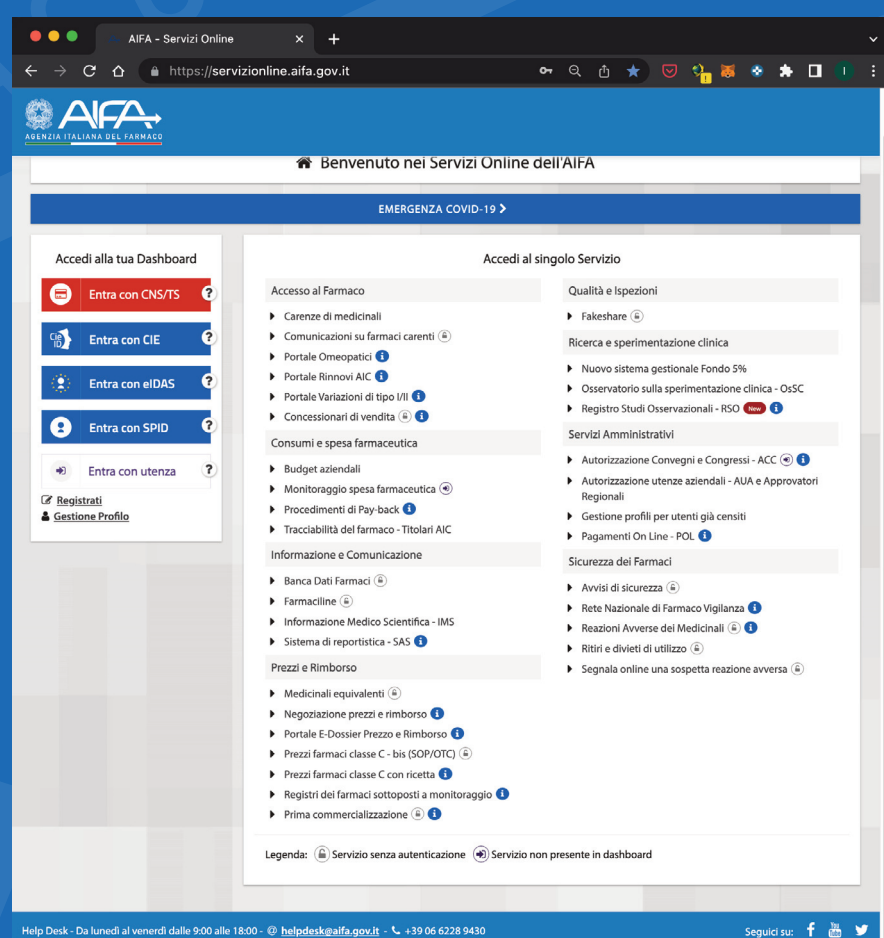 AIFA - Servizi Online
https://servizionline.aifa.gov.it
I
AIFA
AGENZIA ITALIANA DEL FARMACO
Benvenuto nei Servizi Online dell'AIFA
EMERGENZA COVID-19
Accedi alla tua Dashboard
Entra con CNS/TS ?
Entra con CIE ?
Entra con eIDAS ?
Entra con SPID ?
Entra con utenza ?
Registrati
Gestione Profilo
Accedi al singolo Servizio
Accesso al Farmaco
Carenze di medicinali
Comunicazioni su farmaci carenti
Portale Omeopatici
Portale Rinnovi AIC
Portale Variazioni di tipo I/II
Concessionari di vendita
Consumi e spesa farmaceutica
Budget aziendali
Monitoraggio spesa farmaceutica
Procedimenti di Pay-back
Tracciabilità del farmaco - Titolari AIC
Informazione e Comunicazione
Banca Dati Farmaci
Farmaciline
Informazione Medico Scientifica - IMS
Sistema di reportistica - SAS
Prezzi e Rimborso
Medicinali equivalenti
Negoziazione prezzi e rimborso
Portale E-Dossier Prezzo e Rimborso
Prezzi farmaci classe C - bis (SOP/OTC)
Prezzi farmaci classe C con ricetta
Registri dei farmaci sottoposti a monitoraggio
Prima commercializzazione
Qualità e Ispezioni
Fakeshare
Ricerca e sperimentazione clinica
Nuovo sistema gestionale Fondo 5%
Osservatorio sulla sperimentazione clinica - OsSC
Registro Studi Osservazionali - RSO New
Servizi Amministrativi
Autorizzazione Convegni e Congressi - ACC
Autorizzazione utenze aziendali - AUA e Approvatori
Regionali
Gestione profili per utenti già censiti
Pagamenti On Line - POL
Sicurezza dei Farmaci
Avvisi di sicurezza
Rete Nazionale di Farmaco Vigilanza
Reazioni Avverse dei Medicinali
Ritiri e divieti di utilizzo
Segnala online una sospetta reazione avversa
Legenda: Servizio senza autenticazione Servizio non presente in dashboard
Help Desk - Da lunedì al venerdì dalle 9:00 alle 18:00 - @ helpdesk@aifa.gov.it - +39 06 6228 9430
Seguici su: